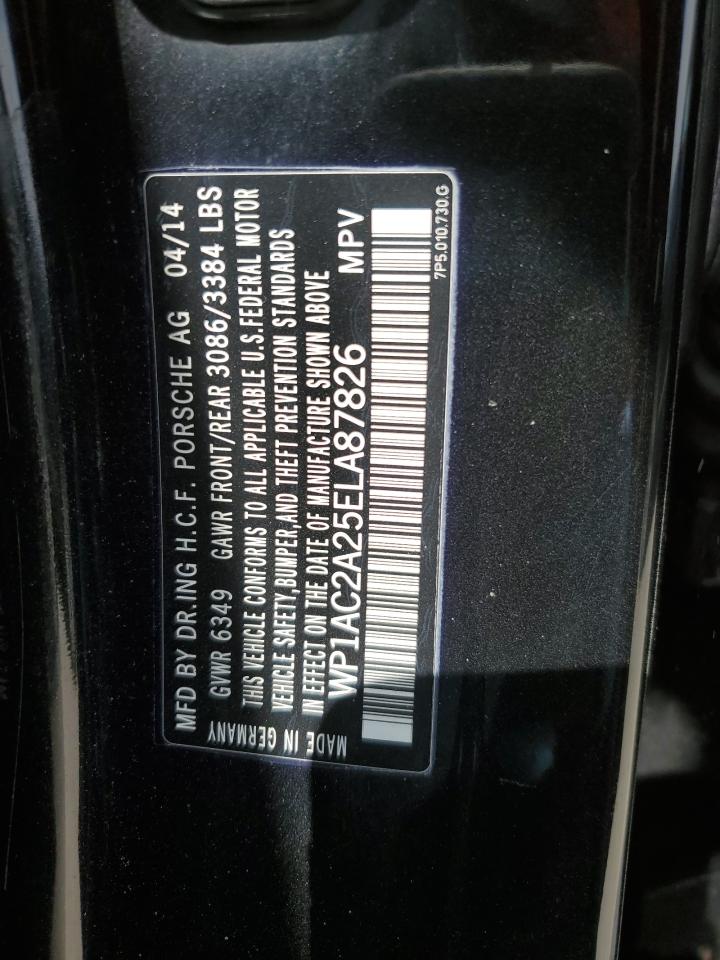 MFD BY DR.ING H.C.F. PORSCHE AG 04/14
GVWR 6349 GAWR FRONT/REAR 3086/3384 LBS
THIS VEHICLE CONFORMS TO ALL APPLICABLE U.S.FEDERAL MOTOR
VEHICLE SAFETY,BUMPER,AND THEFT PREVENTION STANDARDS
IN EFFECT ON THE DATE OF MANUFACTURE SHOWN ABOVE
WP1AC2A25ELA87826 MPV
MADE IN GERMANY
7P5.010.730.G